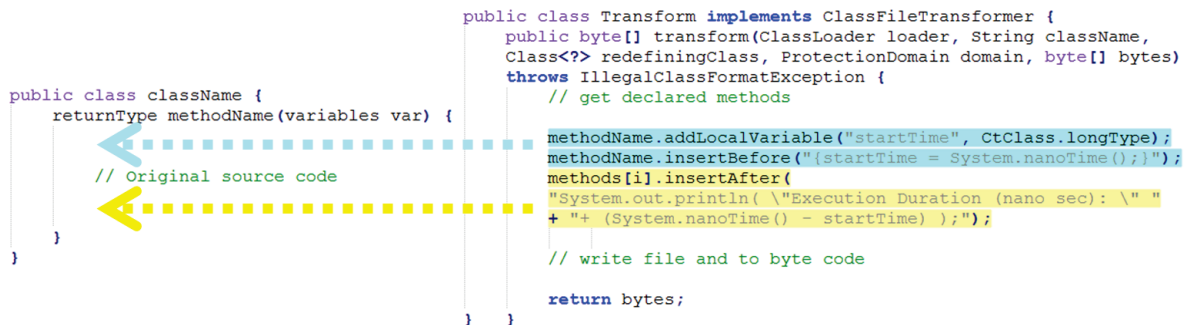 public class className {
returnType methodName(variables var) {
// Original source code
}
}
public class Transform implements ClassFileTransformer {
public byte[] transform(ClassLoader loader, String className,
Class<?> redefiningClass, ProtectionDomain domain, byte[] bytes)
throws IllegalClassFormatException {
// get declared methods
methodName.addLocalVariable("startTime", CtClass.longType);
methodName.insertBefore("{startTime = System.nanoTime();}");
methods[i].insertAfter(
"System.out.println( \"Execution Duration (nano sec): \" "
+ "+ (System.nanoTime() - startTime) );");
// write file and to byte code
return bytes;
} }